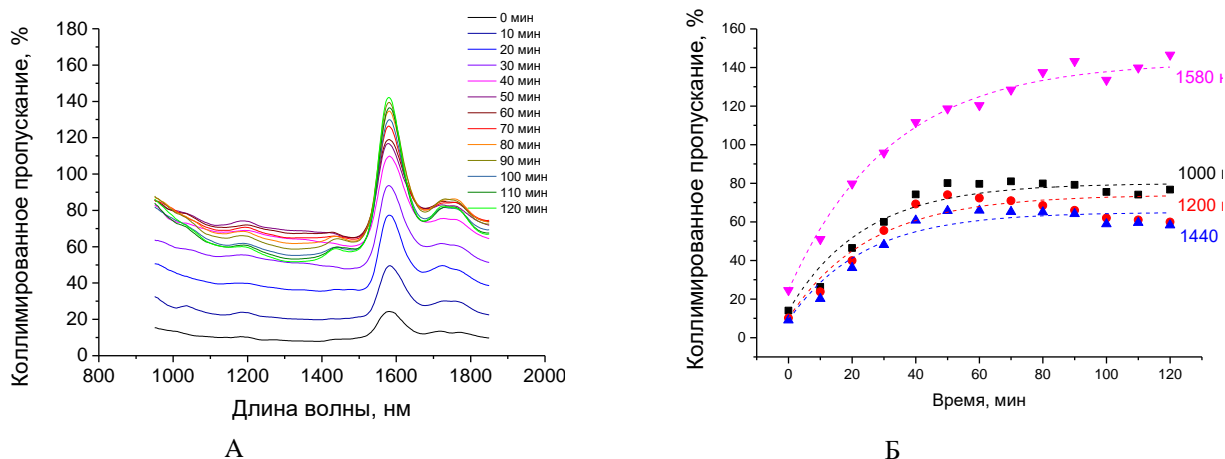 Коллимированное пропускание, %
180
160
140
120
100
80
60
40
20
0
800
1000
1200
1400
1600
1800
2000
Длина волны, нм
0 мин
10 мин
20 мин
30 мин
40 мин
50 мин
60 мин
70 мин
80 мин
90 мин
100 мин
110 мин
120 мин
А
Коллимированное пропускание, %
160
140
120
100
80
60
40
20
0
0
20
40
60
80
100
120
Время, мин
1580
1000
1200
1440
Б